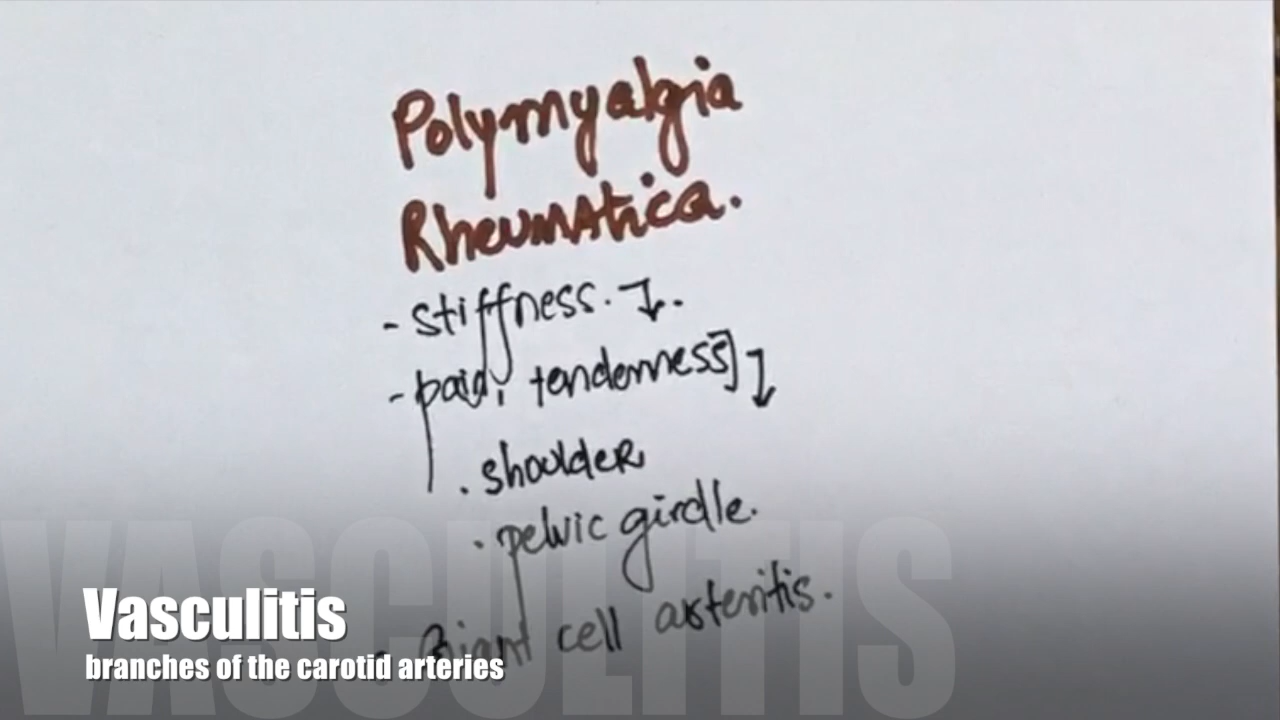 Polymyalgia
Rheumatica.
- stiffness. ↴.
- pain, tenderness] ↴
. shoulder
. pelvic girdle.
Giant cell arteritis.
VASCULITIS
Vasculitis
branches of the carotid arteries